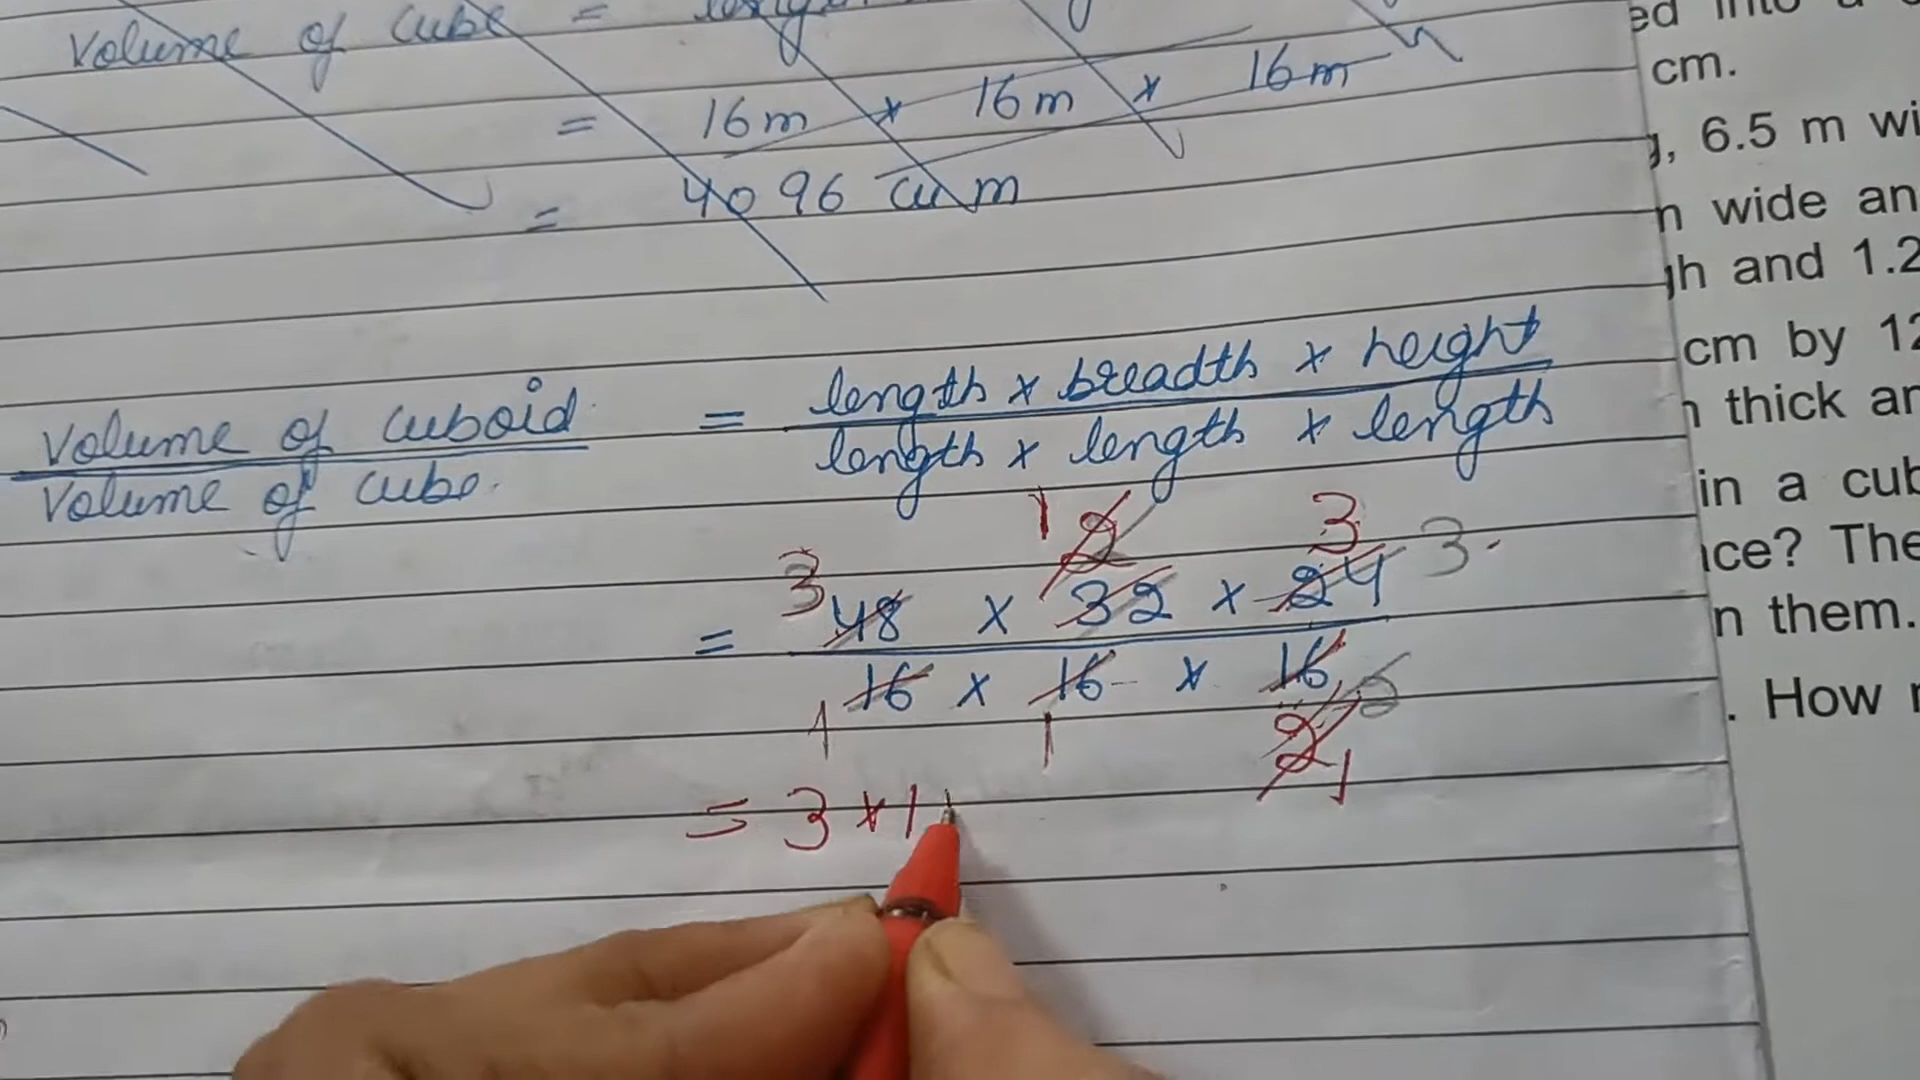 Volume of Cube =
= 16m × 16m × 16m
= 4096 cu m
Volume of Cuboid = length × breadth × height
Volume of Cube. length × length × length
1 2 3
3 48 × 32 × 24 3.
= 16 × 16 × 16 2
1 1 2 1
= 3 × 1
ed into a
cm.
6.5 m wi
wide an
and 1.2
cm by 12
thick ar
in a cub
? The
them.
. How